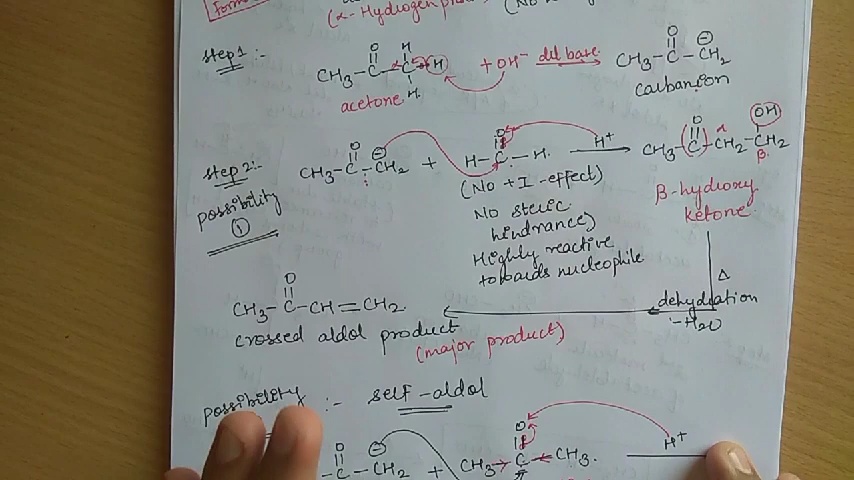 (α-Hydrogen
(No
Step 1 :-
O H
CH3-C-C-H + OH⁻ dil base CH3-C-CH2
H
O ⊖
acetone
carbanion
Step 2:-
possibility
①
O ⊖
CH3-C-CH2 + H-C-H. H⁺ CH3-(C)-CH2-CH2
O
O α OH
β
(No +I-effect)
No steric
hindrance)
Highly reactive
towards nucleophile
β-hydroxy
ketone
Δ
dehydration
-H2O
O
CH3-C-CH=CH2.
crossed aldol product
(major product)
possibility :- self-aldol
O ⊖
-C-CH2 + CH3→C←CH3.
O
H⁺